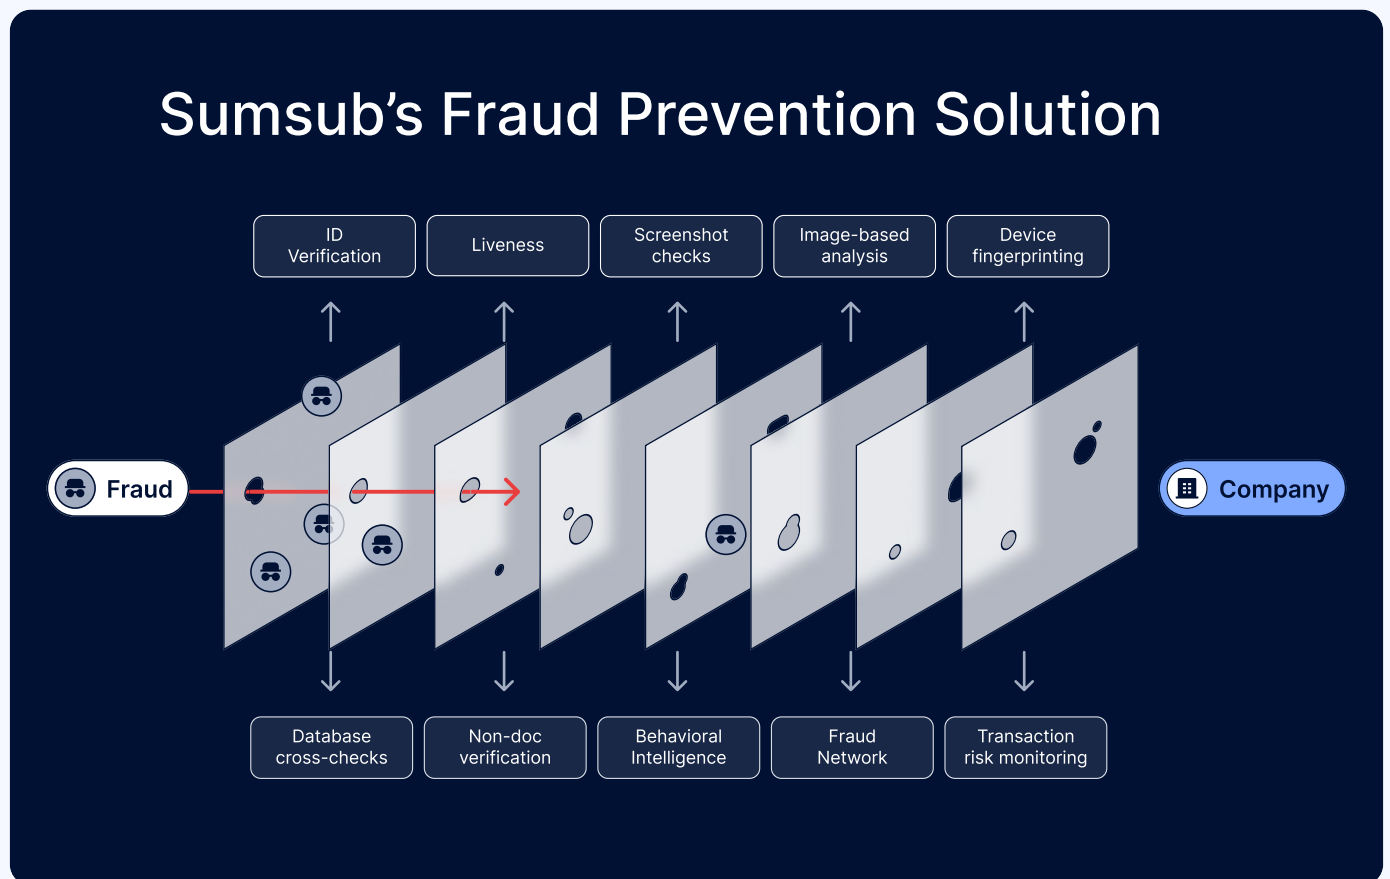 Sumsub’s Fraud Prevention Solution
ID
Verification
Liveness
Screenshot
checks
Image-based
analysis
Device
fingerprinting
Fraud
Company
Database
cross-checks
Non-doc
verification
Behavioral
Intelligence
Fraud
Network
Transaction
risk monitoring